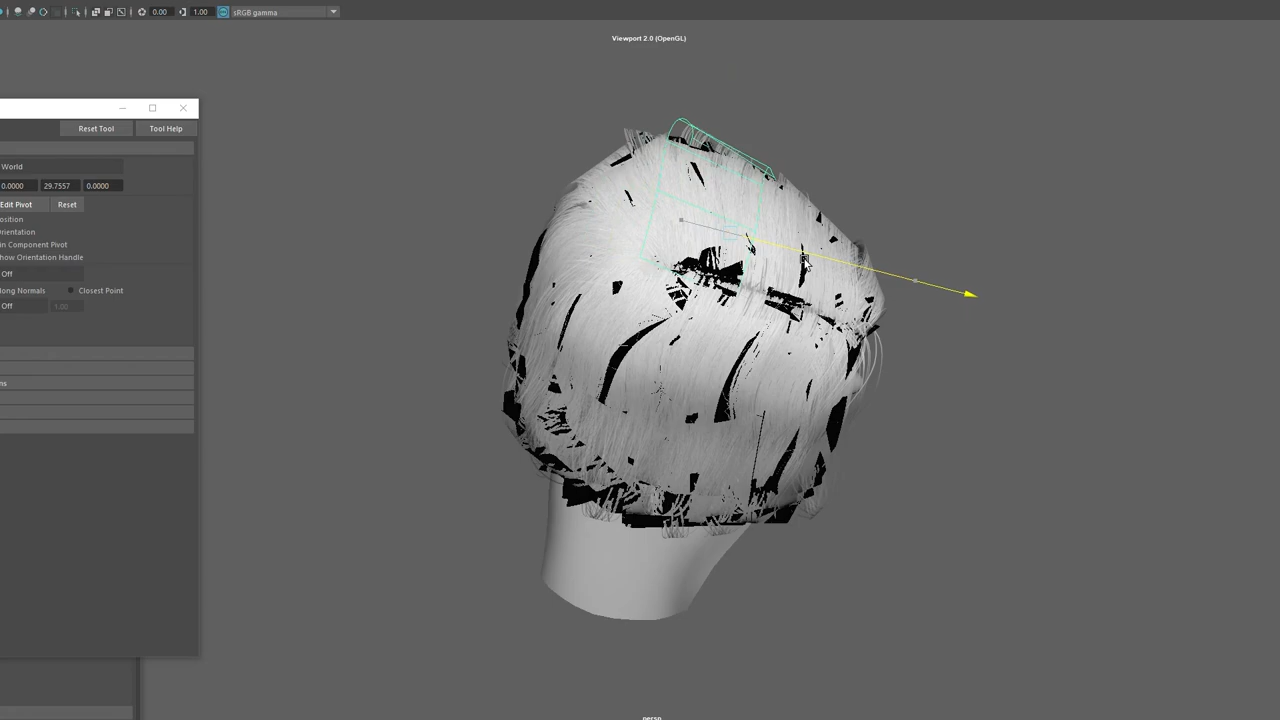 0.00 1.00 sRGB gamma
Viewport 2.0 (OpenGL)
Reset Tool Tool Help
World
0.0000 29.7557 0.0000
Edit Pivot Reset
osition
rientation
in Component Pivot
how Orientation Handle
Off
long Normals Closest Point
Off 1.00
ns
persp